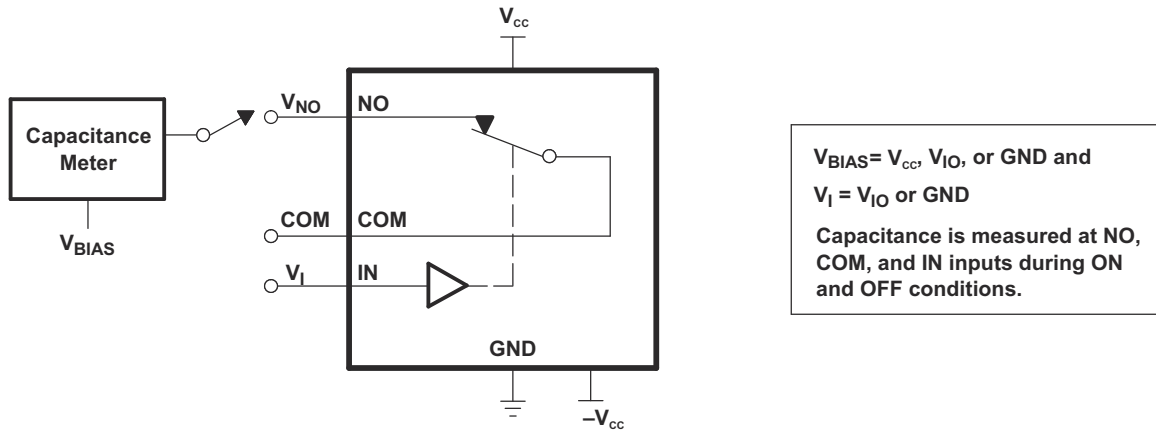 Vcc
VNO
NO
Capacitance
Meter
VBIAS
COM
COM
VI
IN
GND
–Vcc
VBIAS= Vcc, VIO, or GND and
VI = VIO or GND
Capacitance is measured at NO,
COM, and IN inputs during ON
and OFF conditions.